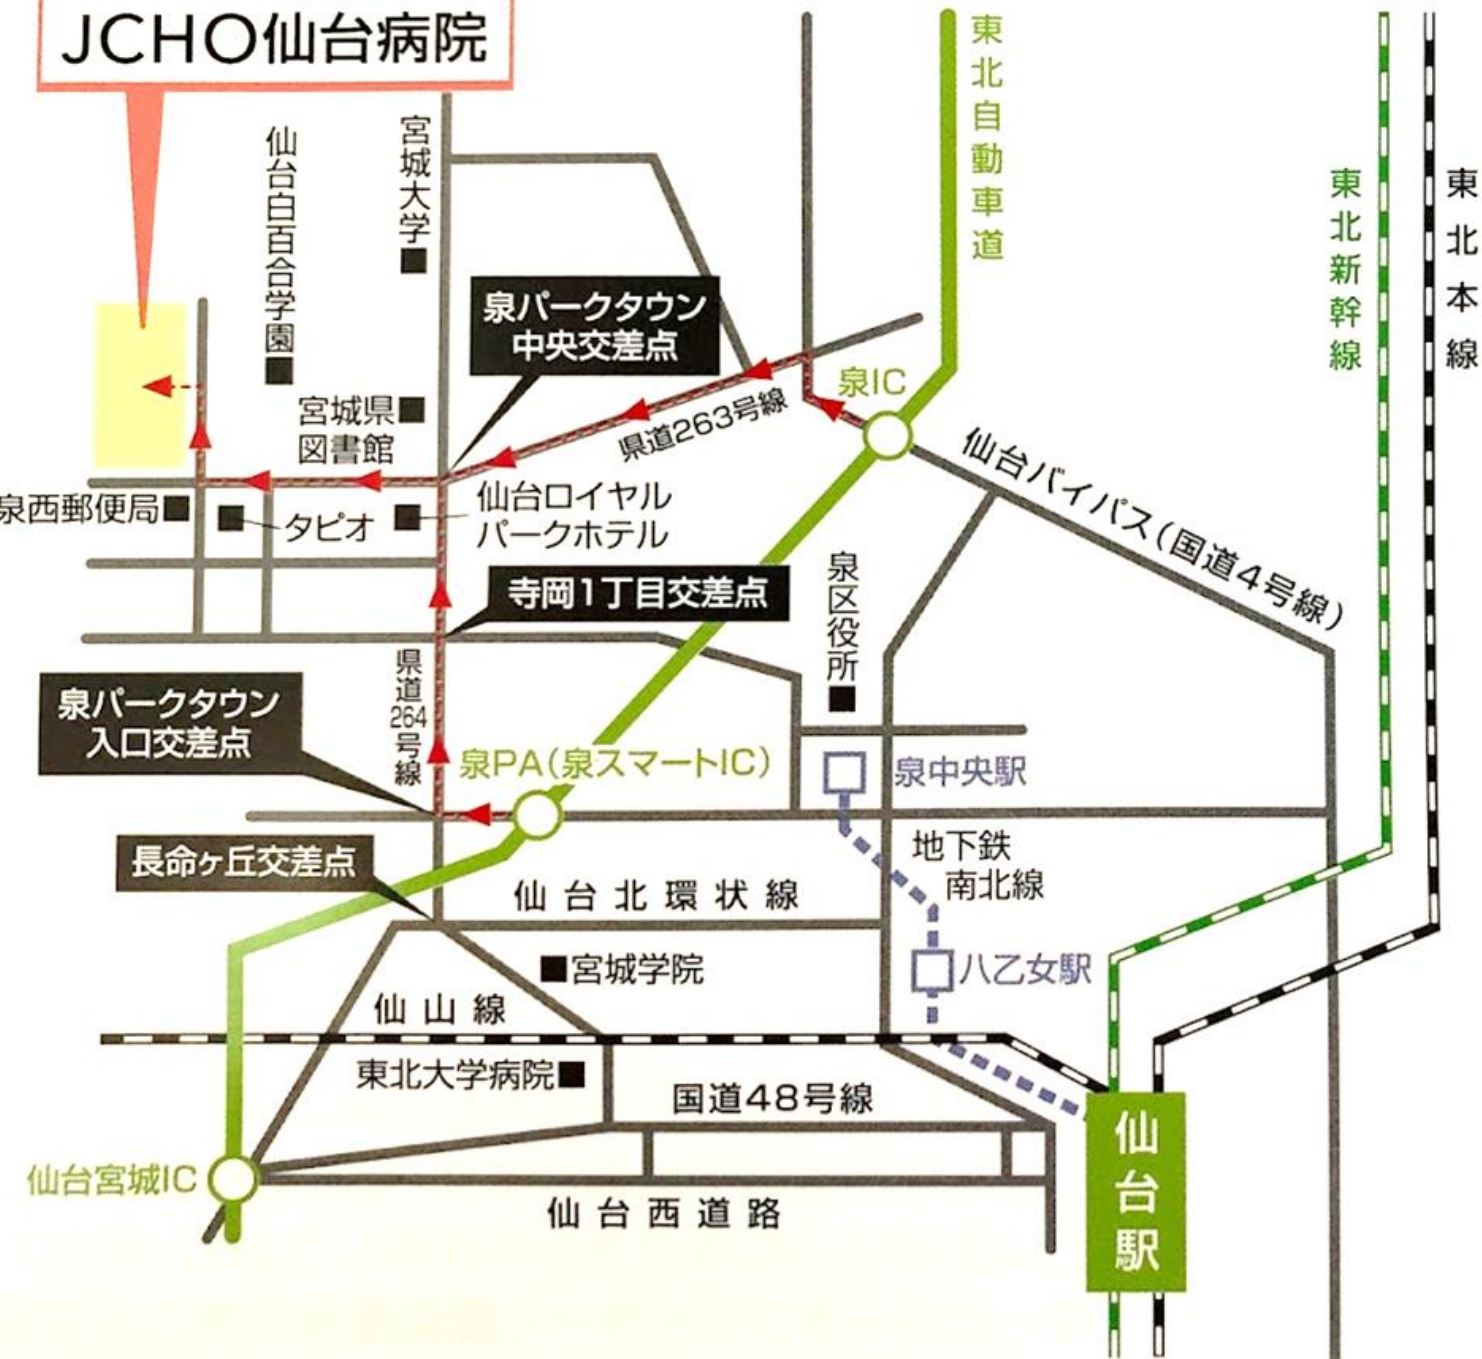 JCHO仙台病院
東北自動車道
宮城大学
仙台白百合学園
東北新幹線
東北本線
泉パークタウン
中央交差点
泉IC
宮城県
図書館
県道263号線
仙台バイパス(国道4号線)
泉西郵便局
タピオ
仙台ロイヤル
パークホテル
寺岡1丁目交差点
泉区役所
県道264号線
泉パークタウン
入口交差点
泉PA(泉スマートIC)
泉中央駅
長命ヶ丘交差点
地下鉄
南北線
仙台北環状線
宮城学院
八乙女駅
仙山線
東北大学病院
国道48号線
仙台駅
仙台宮城IC
仙台西道路